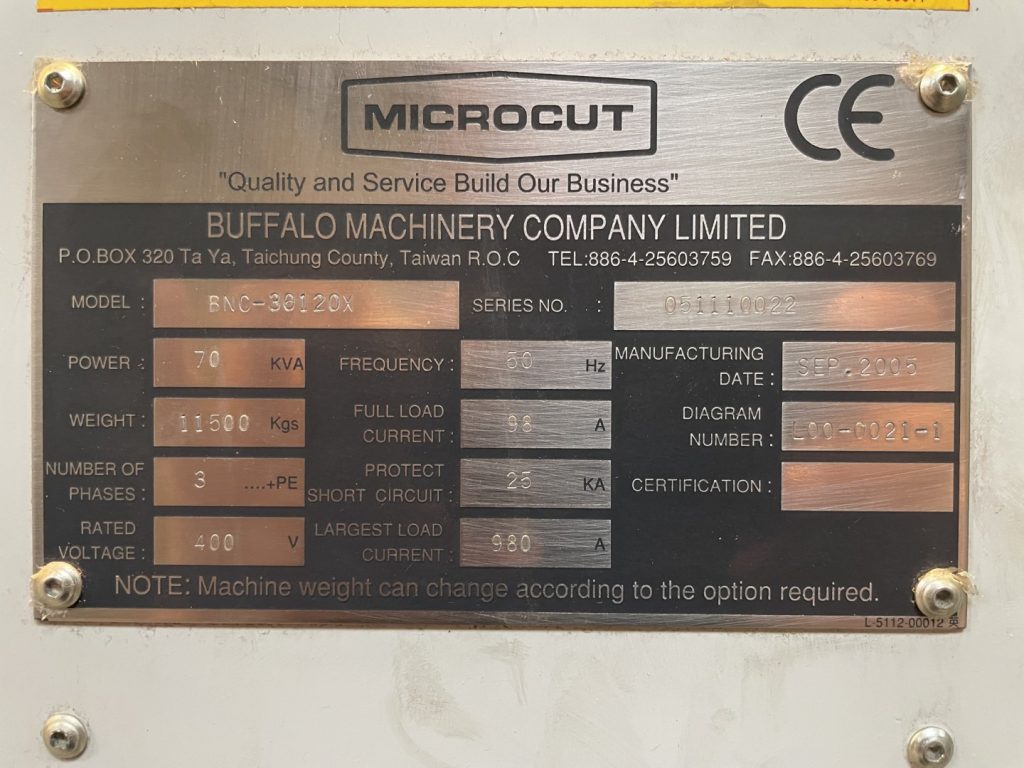 MICROCUT
CE
"Quality and Service Build Our Business"
BUFFALO MACHINERY COMPANY LIMITED
P.O.BOX 320 Ta Ya, Taichung County, Taiwan R.O.C TEL:886-4-25603759 FAX:886-4-25603769
MODEL : BNC-30120X SERIES NO. : 051110022
POWER : 70 KVA FREQUENCY : 50 Hz MANUFACTURING DATE : SEP.2005
WEIGHT : 11500 Kgs FULL LOAD CURRENT : 98 A DIAGRAM NUMBER : L00-0021-1
NUMBER OF PHASES : 3 ....+PE PROTECT SHORT CIRCUIT : 25 KA CERTIFICATION :
RATED VOLTAGE : 400 V LARGEST LOAD CURRENT : 980 A
NOTE: Machine weight can change according to the option required.
L-5112-00012 英